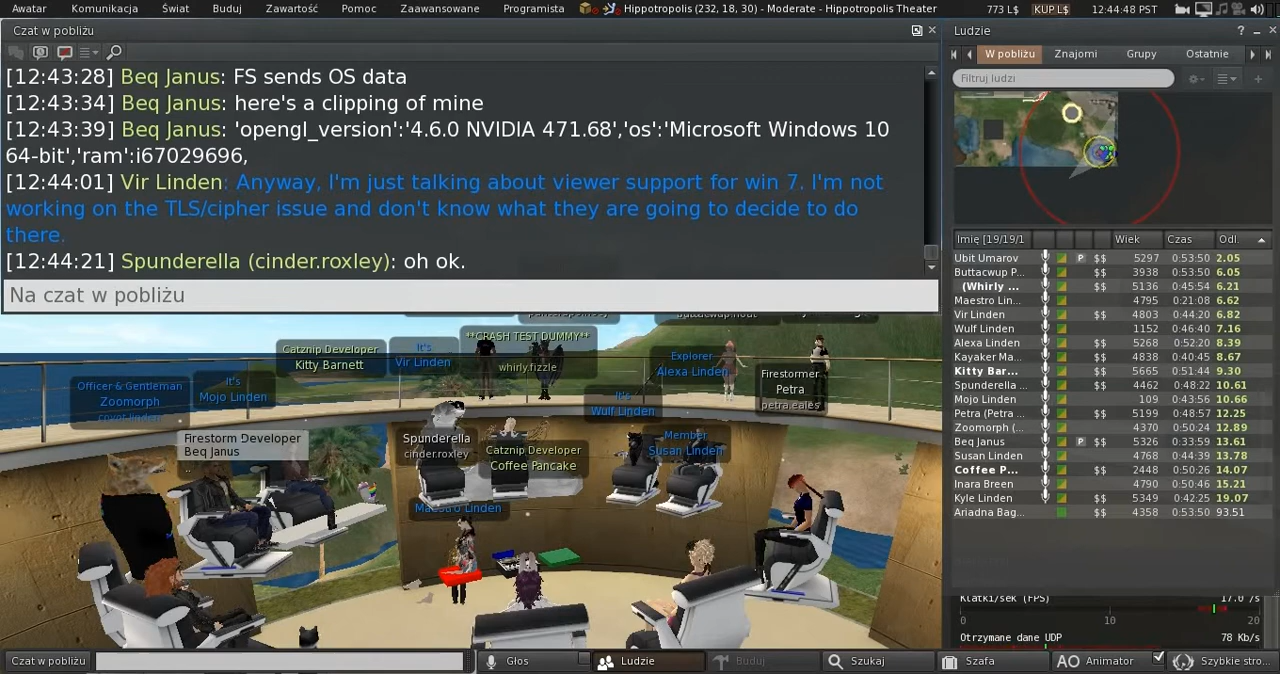 Awatar Komunikacja Świat Buduj Zawartość Pomoc Zaawansowane Programista Hippotropolis (232, 18, 30) - Moderate - Hippotropolis Theater 773 L$ KUP L$ 12:44:48 PST
Czat w pobliżu
[12:43:28] Beq Janus: FS sends OS data
[12:43:34] Beq Janus: here's a clipping of mine
[12:43:39] Beq Janus: 'opengl_version':'4.6.0 NVIDIA 471.68','os':'Microsoft Windows 10
64-bit','ram':i67029696,
[12:44:01] Vir Linden: Anyway, I'm just talking about viewer support for win 7. I'm not
working on the TLS/cipher issue and don't know what they are going to decide to do
there.
[12:44:21] Spunderella (cinder.roxley): oh ok.
Na czat w pobliżu
Ludzie
W pobliżu Znajomi Grupy Ostatnie
Filtruj ludzi
Imię [19/19/1 Wiek Czas Odl.
Ubit Umarov P $$ 5297 0:53:50 2.05
Buttacwup P... $$ 3938 0:53:50 6.05
(Whirly ... $$ 5136 0:45:54 6.21
Maestro Lin... 4795 0:21:08 6.62
Vir Linden $$ 4803 0:44:20 6.82
Wulf Linden 1152 0:46:40 7.16
Alexa Linden $$ 5268 0:52:20 8.39
Kayaker Ma... $$ 4838 0:40:45 8.67
Kitty Bar... $$ 5665 0:51:44 9.30
Spunderella ... $$ 4462 0:48:22 10.61
Mojo Linden 109 0:43:56 10.66
Petra (Petra ... $$ 5199 0:48:57 12.25
Zoomorph (... 4370 0:50:24 12.89
Beq Janus P $$ 5326 0:33:59 13.61
Susan Linden 4768 0:44:39 13.78
Coffee P... $$ 2448 0:50:26 14.07
Inara Breen 4790 0:50:46 15.21
Kyle Linden $$ 5349 0:42:25 19.07
Ariadna Bag... $$ 4358 0:53:50 93.51
Klatki/sek (FPS) 17.0 /s
0 10 20
Otrzymane dane UDP 78 Kb/s
**CRASH TEST DUMMY**
whirly.fizzle
Catznip Developer
Kitty Barnett
It's
Vir Linden
Explorer
Alexa Linden
Firestormer
Petra
petra eales
Officer & Gentleman
Zoomorph
It's
Mojo Linden
It's
Wulf Linden
Firestorm Developer
Beq Janus
Spunderella
cinder.roxley
Catznip Developer
Coffee Pancake
Member
Susan Linden
Maestro Linden
Czat w pobliżu Głos Ludzie Buduj Szukaj Szafa AO Animator Szybkie stro...